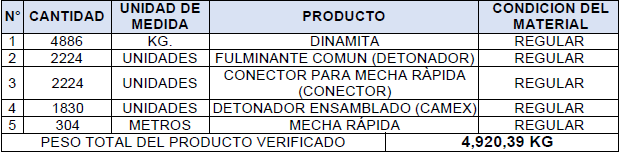 N° CANTIDAD UNIDAD DE MEDIDA PRODUCTO CONDICION DEL MATERIAL
1 4886 KG. DINAMITA REGULAR
2 2224 UNIDADES FULMINANTE COMUN (DETONADOR) REGULAR
3 2224 UNIDADES CONECTOR PARA MECHA RÀPIDA (CONECTOR) REGULAR
4 1830 UNIDADES DETONADOR ENSAMBLADO (CAMEX) REGULAR
5 304 METROS MECHA RÁPIDA REGULAR
PESO TOTAL DEL PRODUCTO VERIFICADO 4,920,39 KG